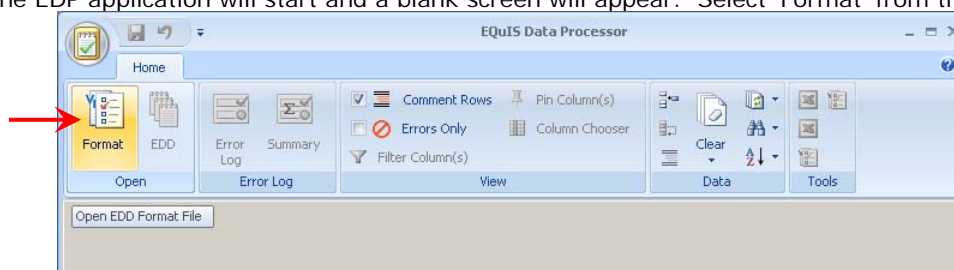 he EDP application will start and a blank screen will appear. Select 'Format' from th
EQuIS Data Processor
Home
Comment Rows Pin Column(s)
Errors Only Column Chooser
Filter Column(s)
Format EDD Error Log Summary Clear
Open Error Log View Data Tools
Open EDD Format File